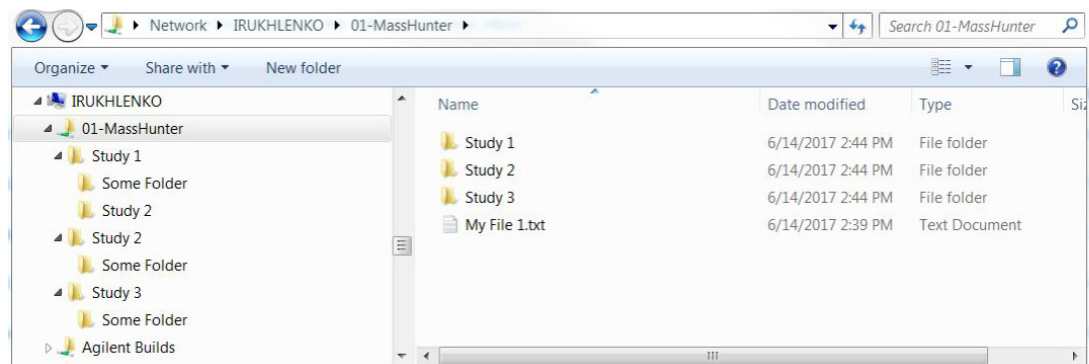 Network IRUKHLENKO 01-MassHunter
Search 01-MassHunter
Organize Share with New folder
IRUKHLENKO
01-MassHunter
Study 1
Some Folder
Study 2
Study 2
Some Folder
Study 3
Some Folder
Agilent Builds
Name Date modified Type Siz
Study 1 6/14/2017 2:44 PM File folder
Study 2 6/14/2017 2:44 PM File folder
Study 3 6/14/2017 2:44 PM File folder
My File 1.txt 6/14/2017 2:39 PM Text Document